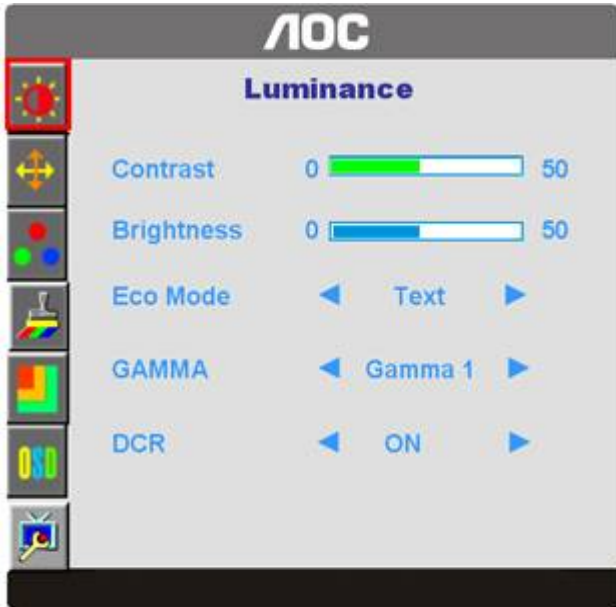 AOC
Luminance
Contrast 0 50
Brightness 0 50
Eco Mode Text
GAMMA Gamma 1
DCR ON
OSD